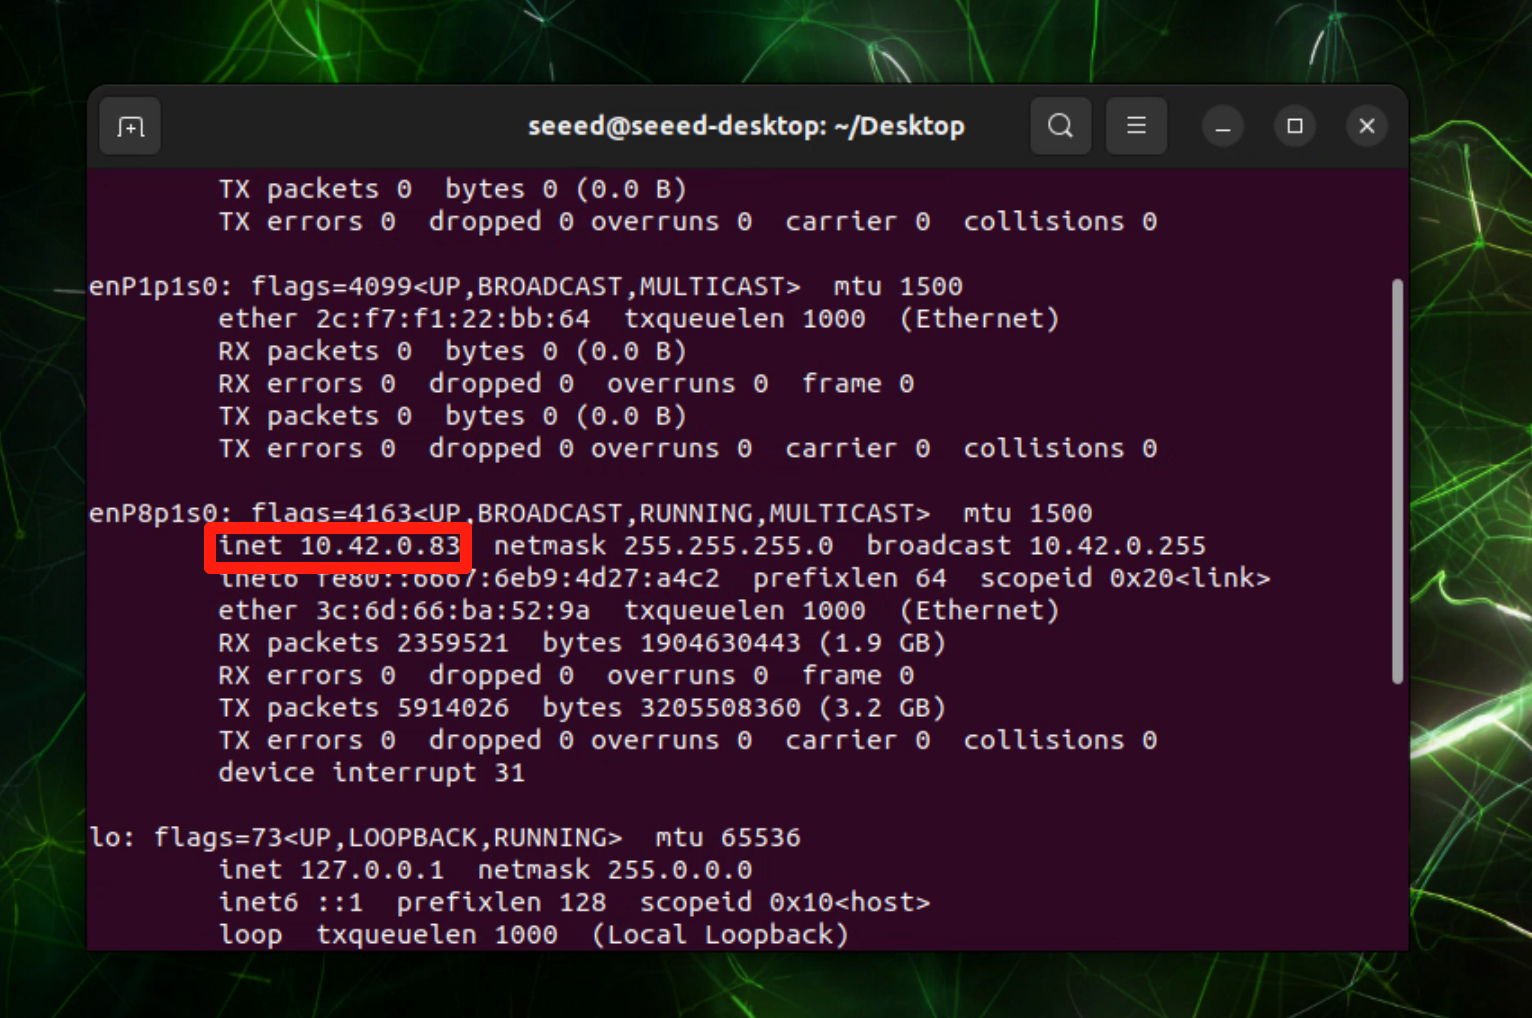 seeed@seeed-desktop: ~/Desktop
TX packets 0  bytes 0 (0.0 B)
TX errors 0  dropped 0 overruns 0  carrier 0  collisions 0
enP1p1s0: flags=4099<UP,BROADCAST,MULTICAST>  mtu 1500
ether 2c:f7:f1:22:bb:64  txqueuelen 1000  (Ethernet)
RX packets 0  bytes 0 (0.0 B)
RX errors 0  dropped 0  overruns 0  frame 0
TX packets 0  bytes 0 (0.0 B)
TX errors 0  dropped 0 overruns 0  carrier 0  collisions 0
enP8p1s0: flags=4163<UP,BROADCAST,RUNNING,MULTICAST>  mtu 1500
inet 10.42.0.83  netmask 255.255.255.0  broadcast 10.42.0.255
inet6 fe80::6667:6eb9:4d27:a4c2  prefixlen 64  scopeid 0x20<link>
ether 3c:6d:66:ba:52:9a  txqueuelen 1000  (Ethernet)
RX packets 2359521  bytes 1904630443 (1.9 GB)
RX errors 0  dropped 0  overruns 0  frame 0
TX packets 5914026  bytes 3205508360 (3.2 GB)
TX errors 0  dropped 0 overruns 0  carrier 0  collisions 0
device interrupt 31
lo: flags=73<UP,LOOPBACK,RUNNING>  mtu 65536
inet 127.0.0.1  netmask 255.0.0.0
inet6 ::1  prefixlen 128  scopeid 0x10<host>
loop  txqueuelen 1000  (Local Loopback)